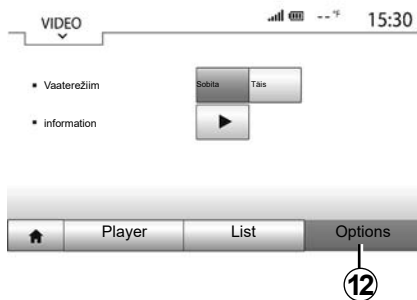 VIDEO
--°F 15:30
▪ Vaaterežiim Sobita Täis
▪ information
Player List Options
12